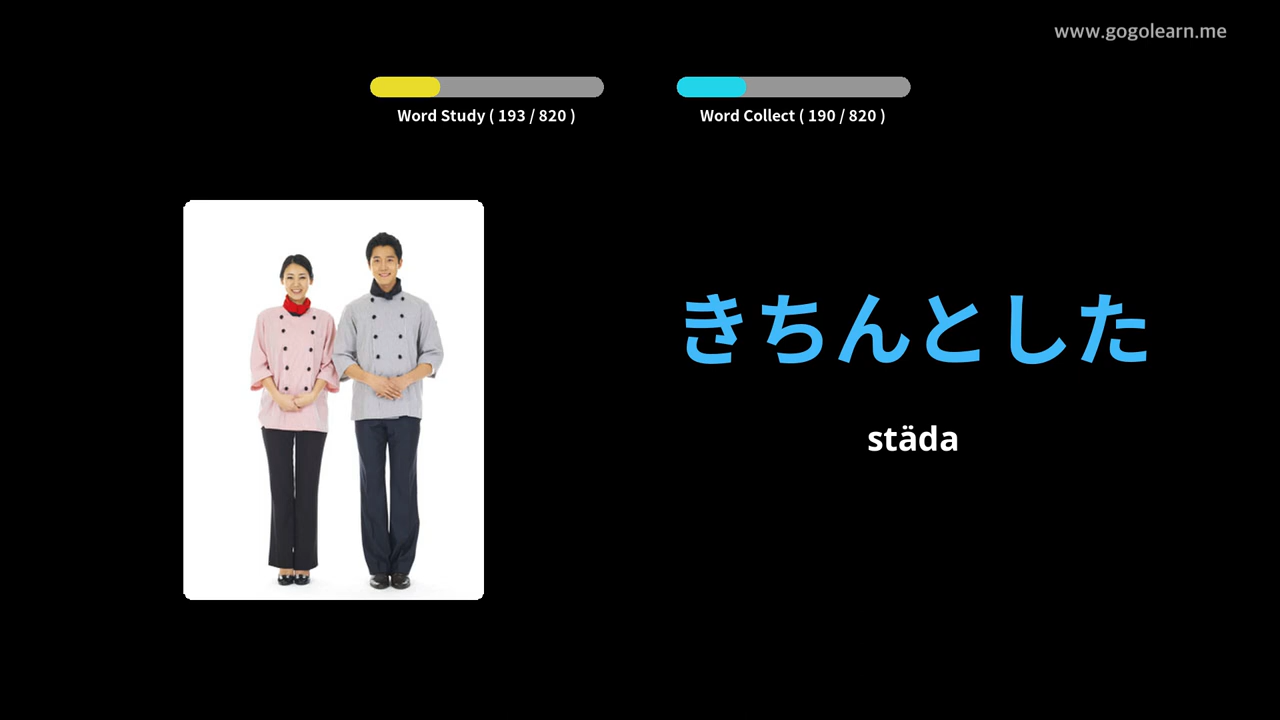 www.gogolearn.me
Word Study ( 193 / 820 )
Word Collect ( 190 / 820 )
きちんとした
städa